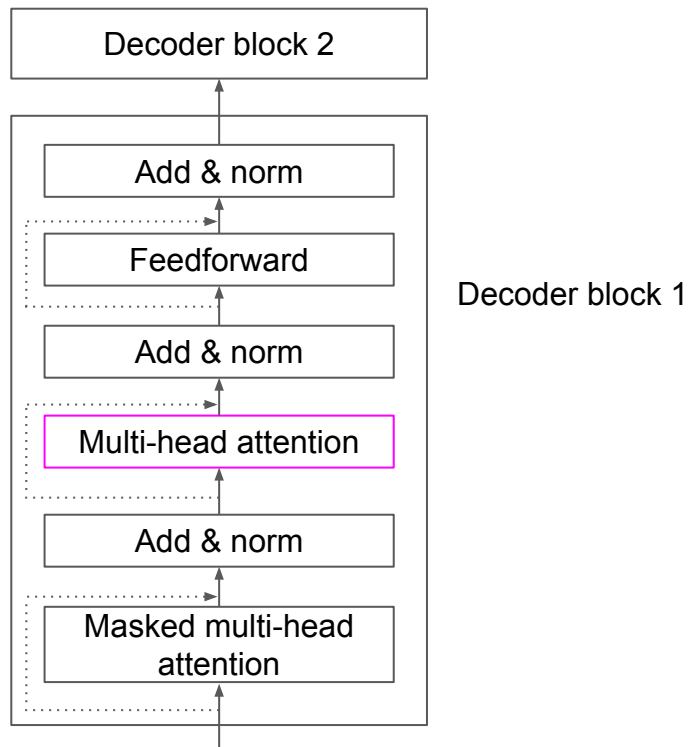 Decoder block 2
Add & norm
Feedforward
Decoder block 1
Add & norm
Multi-head attention
Add & norm
Masked multi-head
attention